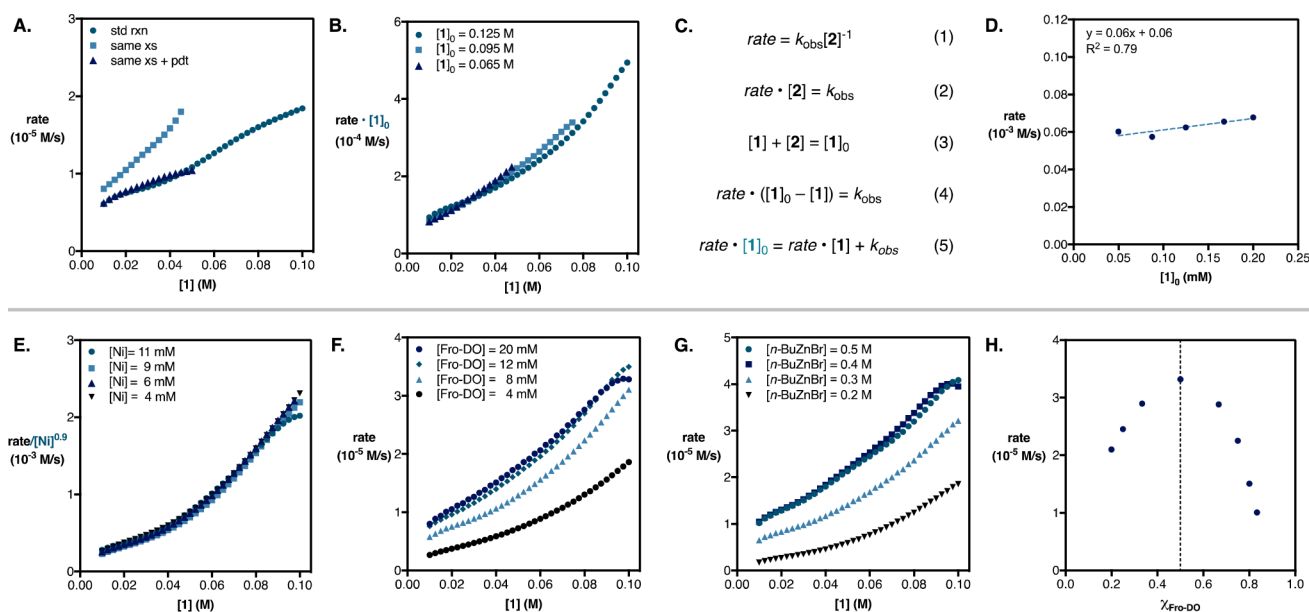 A.
std rxn
same xs
same xs + pdt
rate
(10⁻⁵ M/s)
3
2
1
0
0.00 0.02 0.04 0.06 0.08 0.10
[1] (M)
B.
[1]₀ = 0.125 M
[1]₀ = 0.095 M
[1]₀ = 0.065 M
rate · [1]₀
(10⁻⁴ M/s)
6
4
2
0
0.00 0.02 0.04 0.06 0.08 0.10
[1] (M)
C.
rate = k_obs[2]⁻¹ (1)
rate · [2] = k_obs (2)
[1] + [2] = [1]₀ (3)
rate · ([1]₀ – [1]) = k_obs (4)
rate · [1]₀ = rate · [1] + k_obs (5)
D.
y = 0.06x + 0.06
R² = 0.79
rate
(10⁻³ M/s)
0.12
0.10
0.08
0.06
0.04
0.02
0.00
0.00 0.05 0.10 0.15 0.20 0.25
[1]₀ (mM)
E.
[Ni]= 11 mM
[Ni] = 9 mM
[Ni] = 6 mM
[Ni] = 4 mM
rate/[Ni]⁰·⁹
(10⁻³ M/s)
3
2
1
0
0.00 0.02 0.04 0.06 0.08 0.10
[1] (M)
F.
[Fro-DO] = 20 mM
[Fro-DO] = 12 mM
[Fro-DO] = 8 mM
[Fro-DO] = 4 mM
rate
(10⁻⁵ M/s)
4
3
2
1
0
0.00 0.02 0.04 0.06 0.08 0.10
[1] (M)
G.
[n-BuZnBr] = 0.5 M
[n-BuZnBr] = 0.4 M
[n-BuZnBr] = 0.3 M
[n-BuZnBr] = 0.2 M
rate
(10⁻⁵ M/s)
5
4
3
2
1
0
0.00 0.02 0.04 0.06 0.08 0.10
[1] (M)
H.
rate
(10⁻⁵ M/s)
4
3
2
1
0
0.0 0.2 0.4 0.6 0.8 1.0
χFro-DO